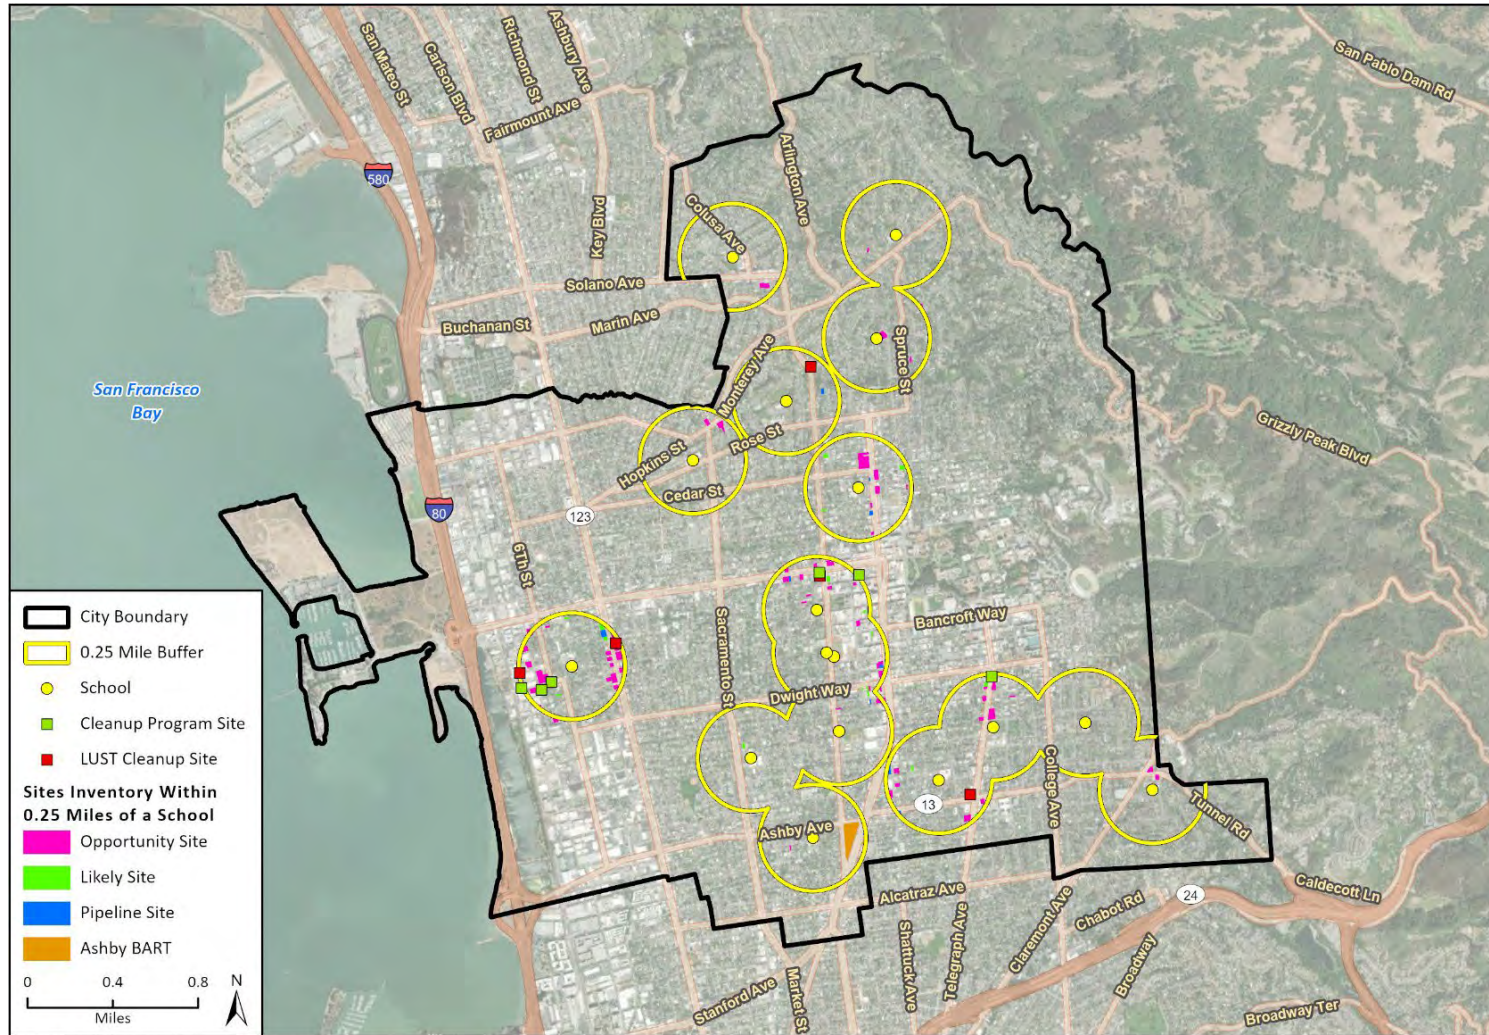 San Mateo St
Carlson Blvd
Richmond St
Ashbury Ave
Fairmount Ave
San Pablo Dam Rd
580
Key Blvd
Colusa Ave
Arlington Ave
Solano Ave
Buchanan St
Marin Ave
Monterey Ave
Spruce St
San Francisco
Bay
Grizzly Peak Blvd
Hopkins St
Rose St
Cedar St
80
123
6Th St
Sacramento St
Bancroft Way
Dwight Way
College Ave
13
Tunnel Rd
Ashby Ave
Alcatraz Ave
Caldecott Ln
24
Chabot Rd
Claremont Ave
Shattuck Ave
Telegraph Ave
Broadway
Market St
Stanford Ave
Broadway Ter
City Boundary
0.25 Mile Buffer
School
Cleanup Program Site
LUST Cleanup Site
Sites Inventory Within
0.25 Miles of a School
Opportunity Site
Likely Site
Pipeline Site
Ashby BART
0 0.4 0.8
Miles
N